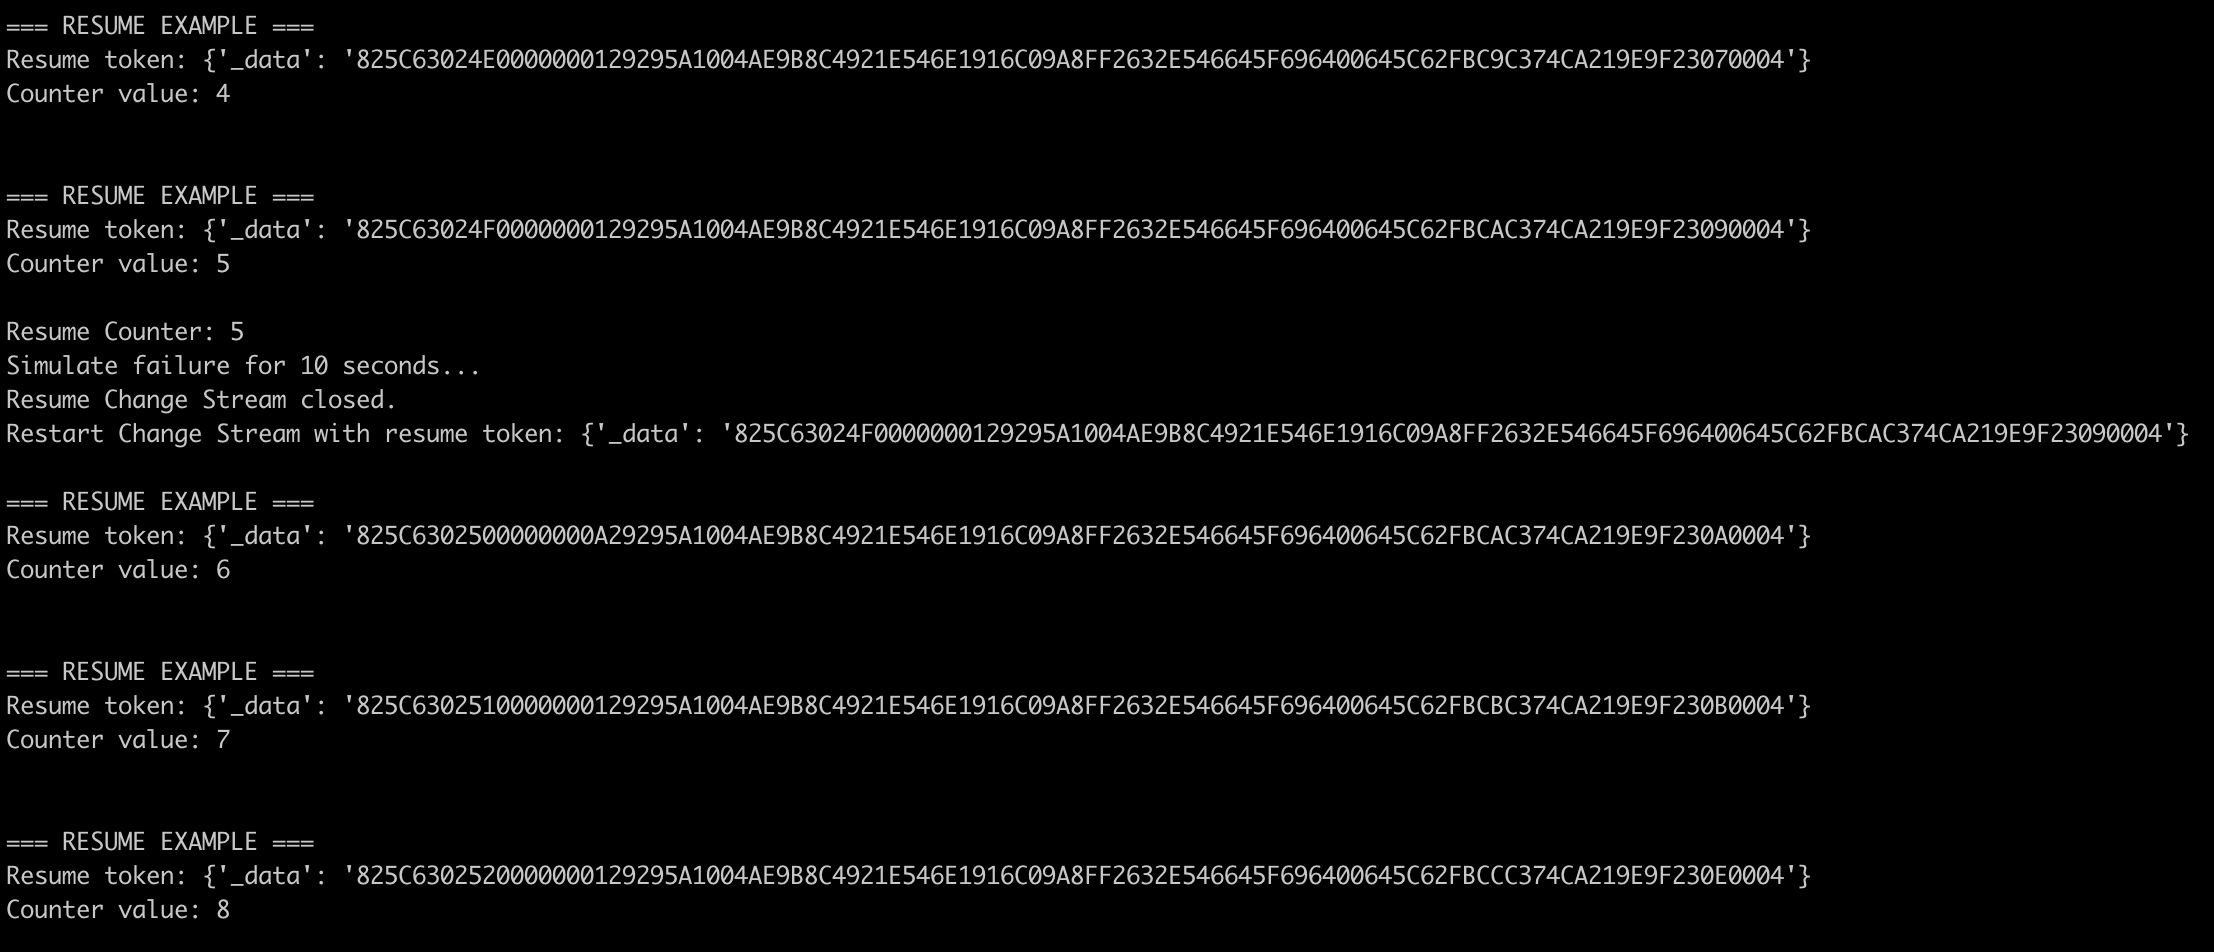 === RESUME EXAMPLE ===
Resume token: {'_data': '825C63024E0000000129295A1004AE9B8C4921E546E1916C09A8FF2632E546645F696400645C62FBC9C374CA219E9F23070004'}
Counter value: 4
=== RESUME EXAMPLE ===
Resume token: {'_data': '825C63024F0000000129295A1004AE9B8C4921E546E1916C09A8FF2632E546645F696400645C62FBCAC374CA219E9F23090004'}
Counter value: 5
Resume Counter: 5
Simulate failure for 10 seconds...
Resume Change Stream closed.
Restart Change Stream with resume token: {'_data': '825C63024F0000000129295A1004AE9B8C4921E546E1916C09A8FF2632E546645F696400645C62FBCAC374CA219E9F23090004'}
=== RESUME EXAMPLE ===
Resume token: {'_data': '825C6302500000000A29295A1004AE9B8C4921E546E1916C09A8FF2632E546645F696400645C62FBCAC374CA219E9F230A0004'}
Counter value: 6
=== RESUME EXAMPLE ===
Resume token: {'_data': '825C6302510000000129295A1004AE9B8C4921E546E1916C09A8FF2632E546645F696400645C62FBCBC374CA219E9F230B0004'}
Counter value: 7
=== RESUME EXAMPLE ===
Resume token: {'_data': '825C6302520000000129295A1004AE9B8C4921E546E1916C09A8FF2632E546645F696400645C62FBCCC374CA219E9F230E0004'}
Counter value: 8